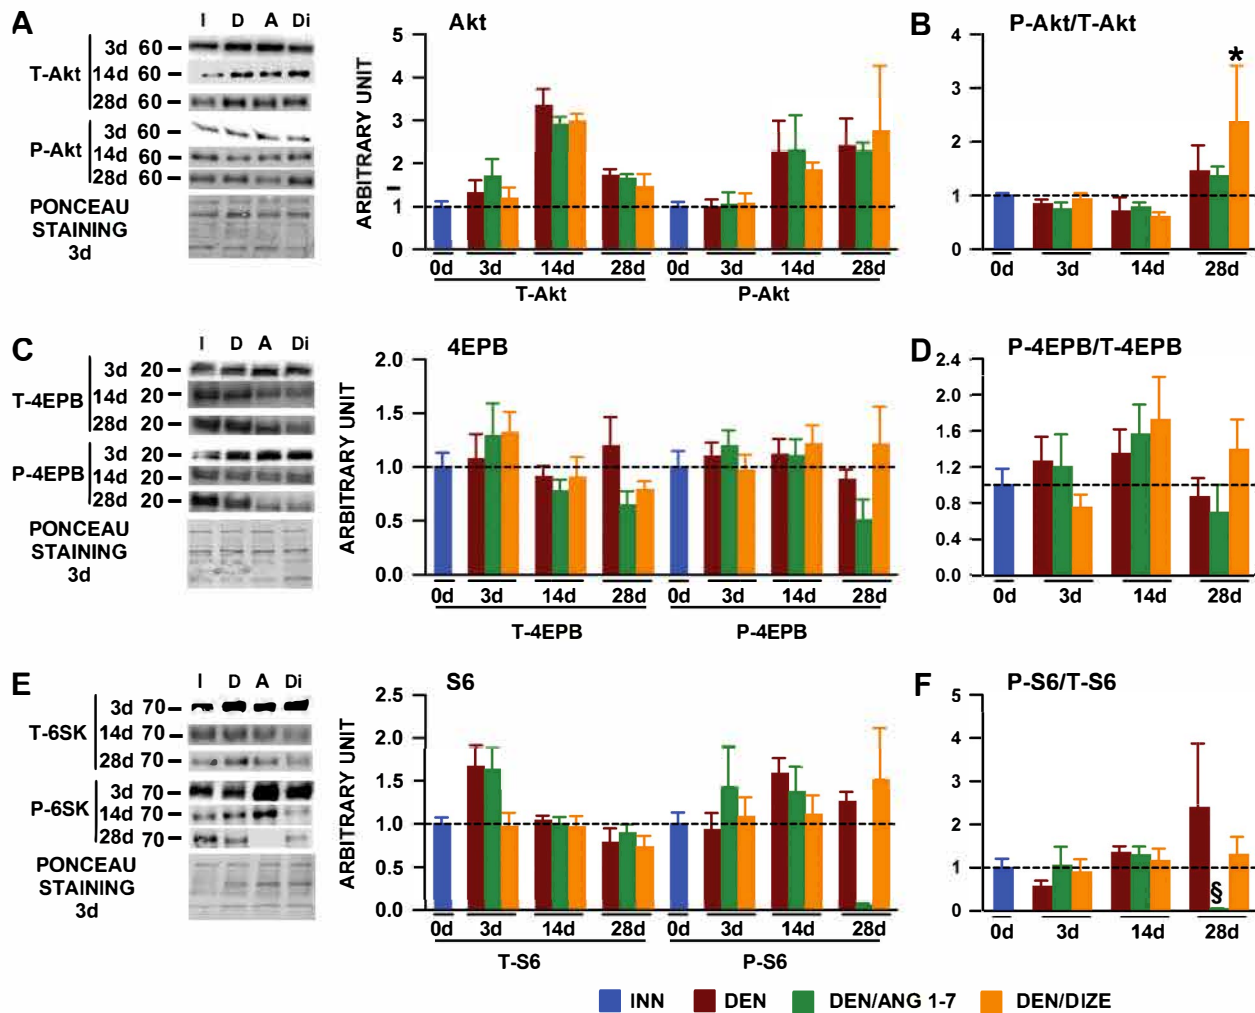 A
I D A Di
T-Akt
3d 60
14d 60
28d 60
P-Akt
3d 60
14d 60
28d 60
PONCEAU
STAINING
3d
Akt
ARBITRARY UNIT
5
4
3
2
1
0
0d 3d 14d 28d 0d 3d 14d 28d
T-Akt P-Akt
B
P-Akt/T-Akt
4
3
2
1
0
*
0d 3d 14d 28d
C
I D A Di
T-4EPB
3d 20
14d 20
28d 20
P-4EPB
3d 20
14d 20
28d 20
PONCEAU
STAINING
3d
4EPB
ARBITRARY UNIT
2.0
1.5
1.0
0.5
0.0
0d 3d 14d 28d 0d 3d 14d 28d
T-4EPB P-4EPB
D
P-4EPB/T-4EPB
2.4
2.0
1.6
1.2
0.8
0.4
0.0
0d 3d 14d 28d
E
I D A Di
T-6SK
3d 70
14d 70
28d 70
P-6SK
3d 70
14d 70
28d 70
PONCEAU
STAINING
3d
S6
ARBITRARY UNIT
2.5
2.0
1.5
1.0
0.5
0.0
0d 3d 14d 28d 0d 3d 14d 28d
T-S6 P-S6
F
P-S6/T-S6
5
4
3
2
1
0
§
0d 3d 14d 28d
INN DEN DEN/ANG 1-7 DEN/DIZE